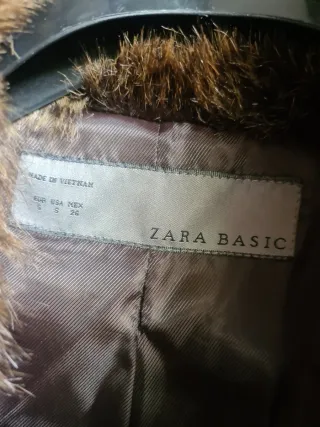 MADE IN VIETNAM
EUR USA MEX
S S 26
ZARA BASIC